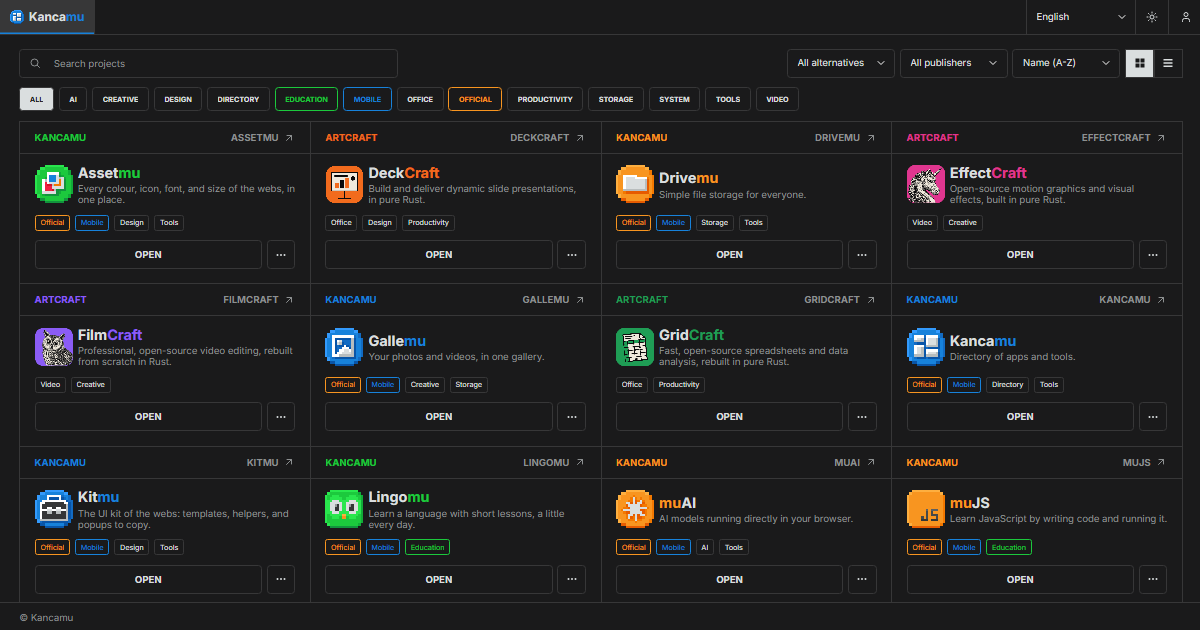 Kancamu
English
Search projects
All alternatives
All publishers
Name (A-Z)
ALL
AI
CREATIVE
DESIGN
DIRECTORY
EDUCATION
MOBILE
OFFICE
OFFICIAL
PRODUCTIVITY
STORAGE
SYSTEM
TOOLS
VIDEO
KANCAMU
ASSETMU
Assetmu
Every colour, icon, font, and size of the webs, in
one place.
Official
Mobile
Design
Tools
OPEN
...
ARTCRAFT
DECKCRAFT
DeckCraft
Build and deliver dynamic slide presentations,
in pure Rust.
Office
Design
Productivity
OPEN
...
KANCAMU
DRIVEMU
Drivemu
Simple file storage for everyone.
Official
Mobile
Storage
Tools
OPEN
...
ARTCRAFT
EFFECTCRAFT
EffectCraft
Open-source motion graphics and visual
effects, built in pure Rust.
Video
Creative
OPEN
...
ARTCRAFT
FILMCRAFT
FilmCraft
Professional, open-source video editing, rebuilt
from scratch in Rust.
Video
Creative
OPEN
...
KANCAMU
GALLEMU
Gallemu
Your photos and videos, in one gallery.
Official
Mobile
Creative
Storage
OPEN
...
ARTCRAFT
GRIDCRAFT
GridCraft
Fast, open-source spreadsheets and data
analysis, rebuilt in pure Rust.
Office
Productivity
OPEN
...
KANCAMU
KANCAMU
Kancamu
Directory of apps and tools.
Official
Mobile
Directory
Tools
OPEN
...
KANCAMU
KITMU
Kitmu
The UI kit of the webs: templates, helpers, and
popups to copy.
Official
Mobile
Design
Tools
OPEN
...
KANCAMU
LINGOMU
Lingomu
Learn a language with short lessons, a little
every day.
Official
Mobile
Education
OPEN
...
KANCAMU
MUAI
muAI
AI models running directly in your browser.
Official
Mobile
AI
Tools
OPEN
...
KANCAMU
MUJS
JS
muJS
Learn JavaScript by writing code and running it.
Official
Mobile
Education
OPEN
...
© Kancamu